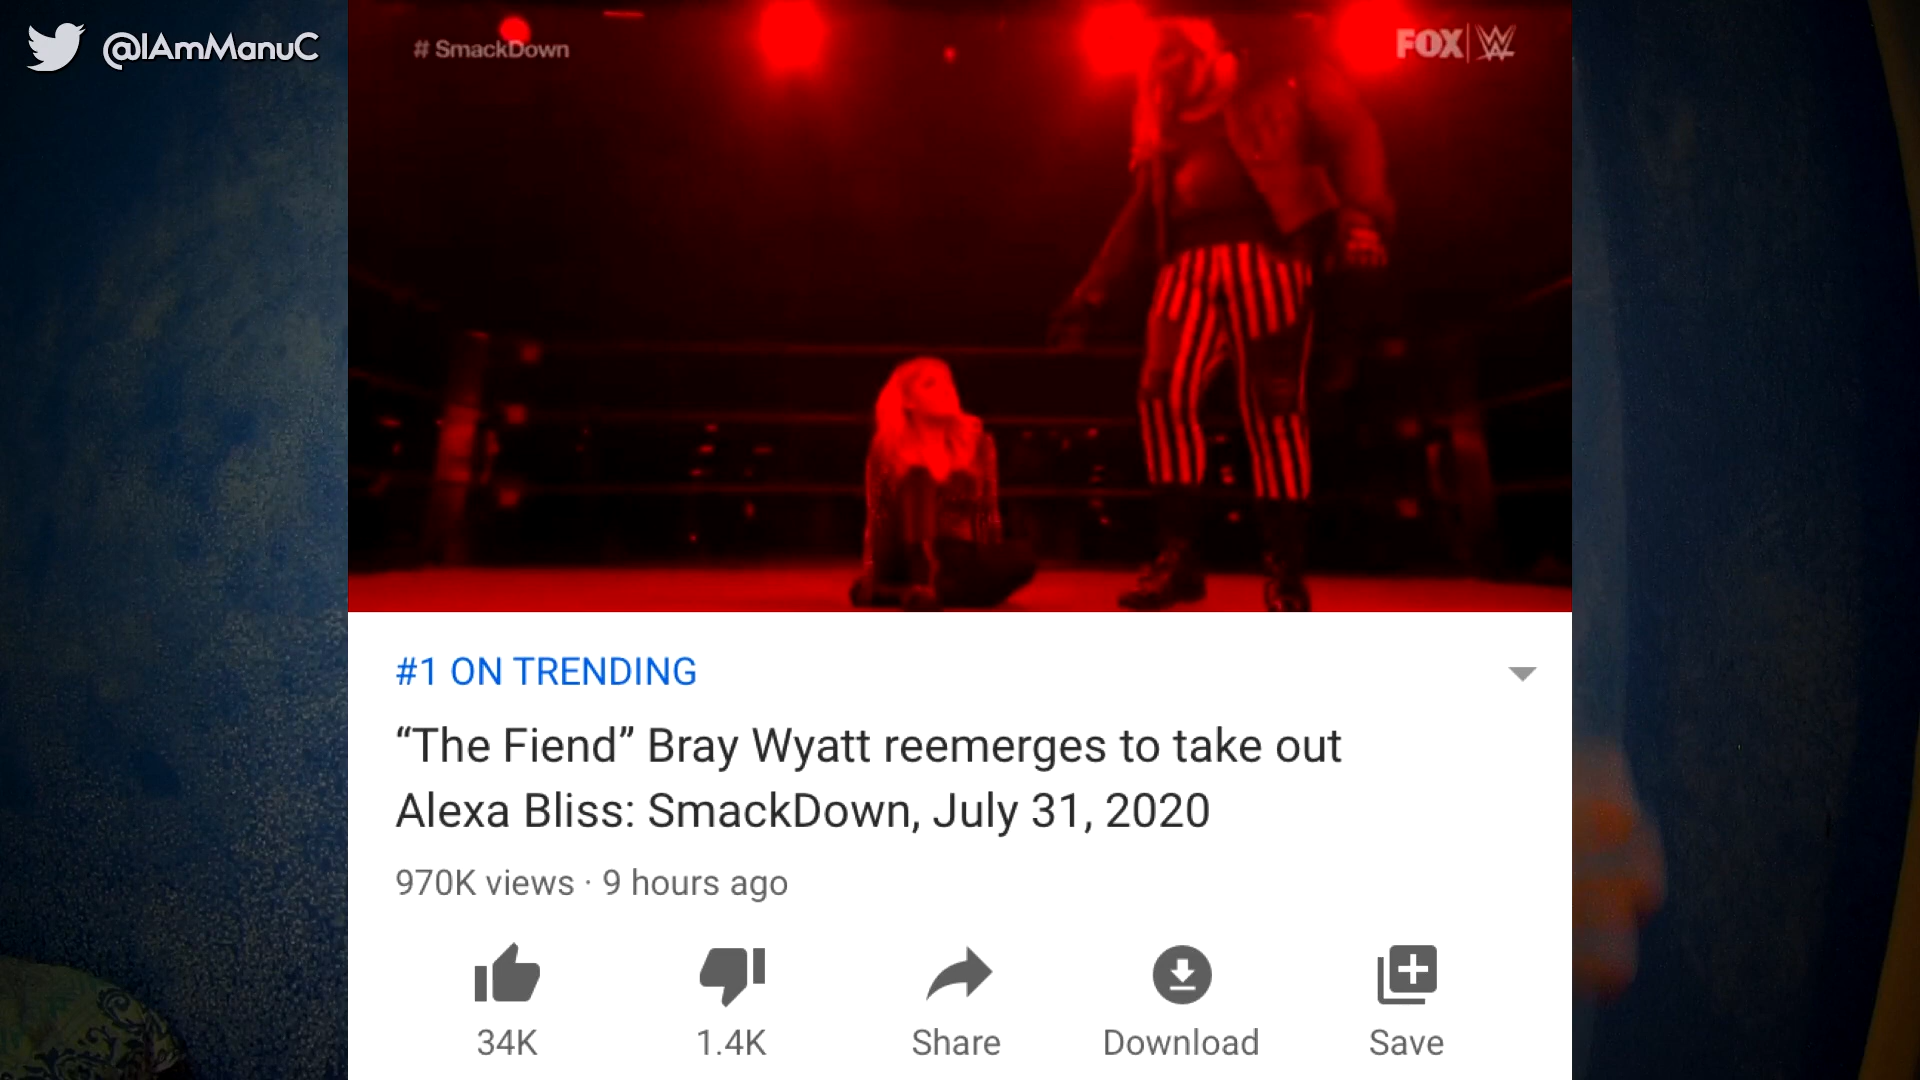 @IAmManuC
# SmackDown
FOX | W
#1 ON TRENDING
“The Fiend” Bray Wyatt reemerges to take out
Alexa Bliss: SmackDown, July 31, 2020
970K views · 9 hours ago
34K 1.4K Share Download Save